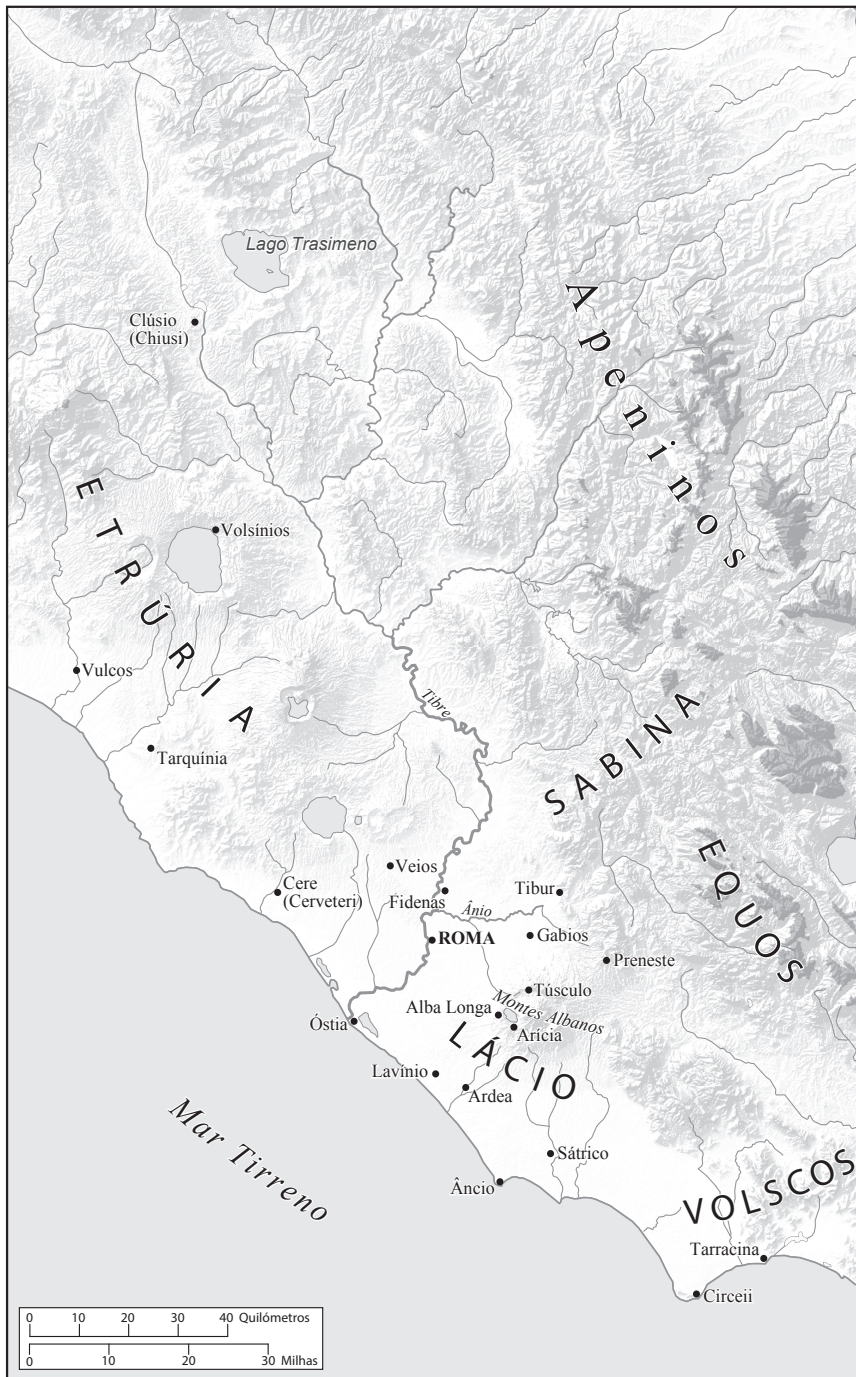 Lago Trasimeno
Clúsio
(Chiusi)
Apeninos
ETRÚRIA
Volsínios
Vulcos
Tibre
Tarquínia
SABINA
Veios
Cere
(Cerveteri)
Fidenas
Tibur
EQUOS
Ânio
ROMA
Gabios
Preneste
Túsculo
Montes Albanos
Alba Longa
Óstia
Arícia
LÁCIO
Lavínio
Ardea
Mar Tirreno
Sátrico
Âncio
VOLSCOS
Tarracina
Circeii
0 10 20 30 40 Quilómetros
0 10 20 30 Milhas